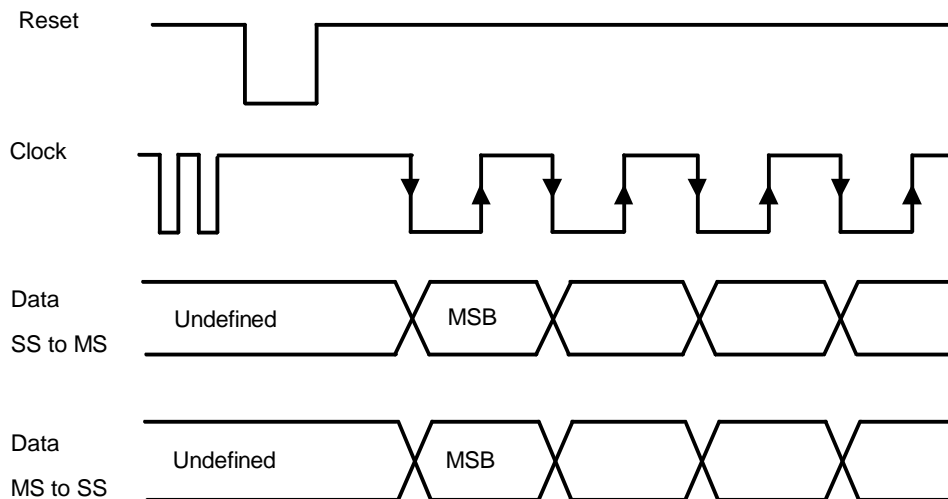 Reset
Clock
Data
SS to MS
Undefined
MSB
Data
MS to SS
Undefined
MSB